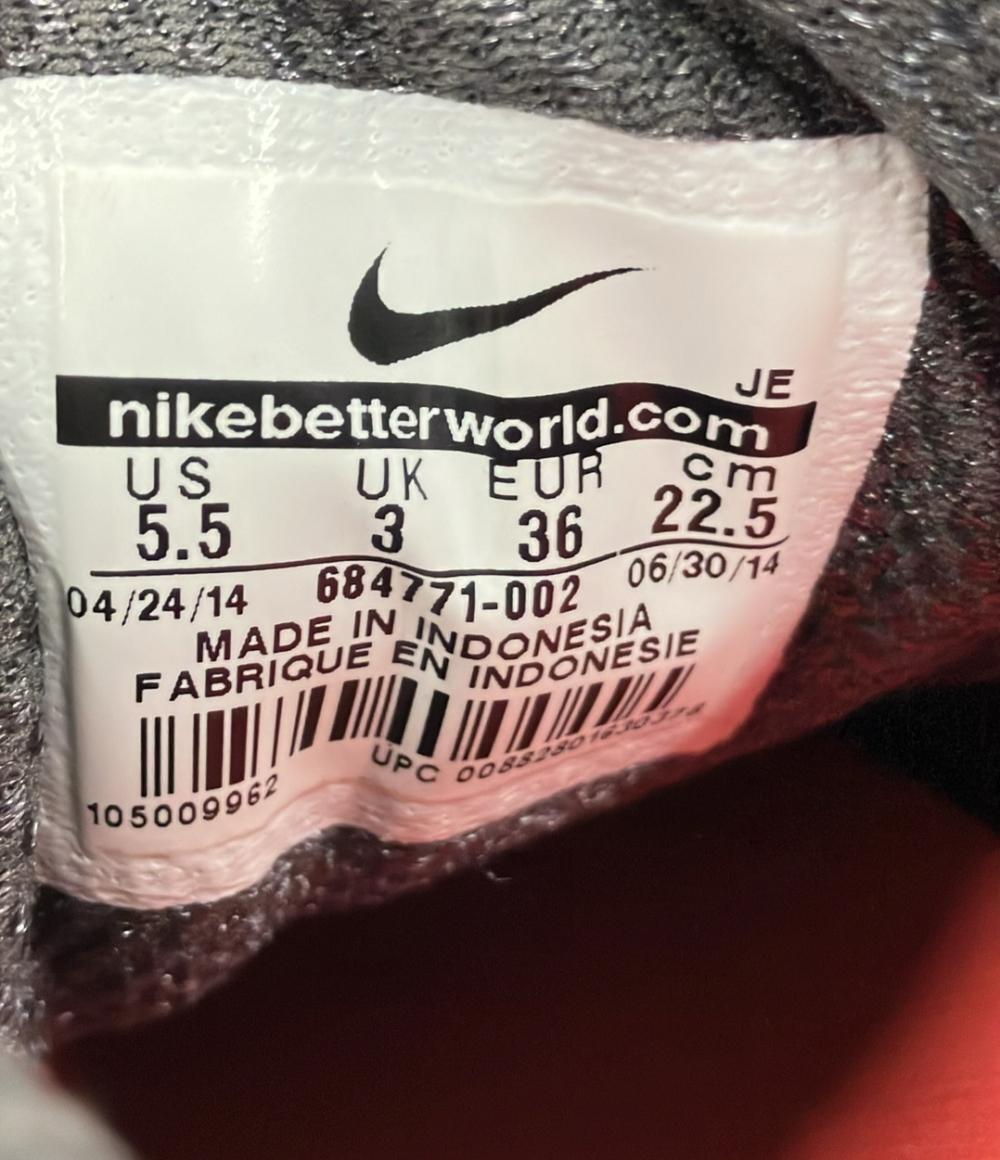 JE
nikebetterworld.com
US UK EUR cm
5.5 3 36 22.5
04/24/14 684771-002 06/30/14
MADE IN INDONESIA
FABRIQUE EN INDONESIE
UPC
105009962